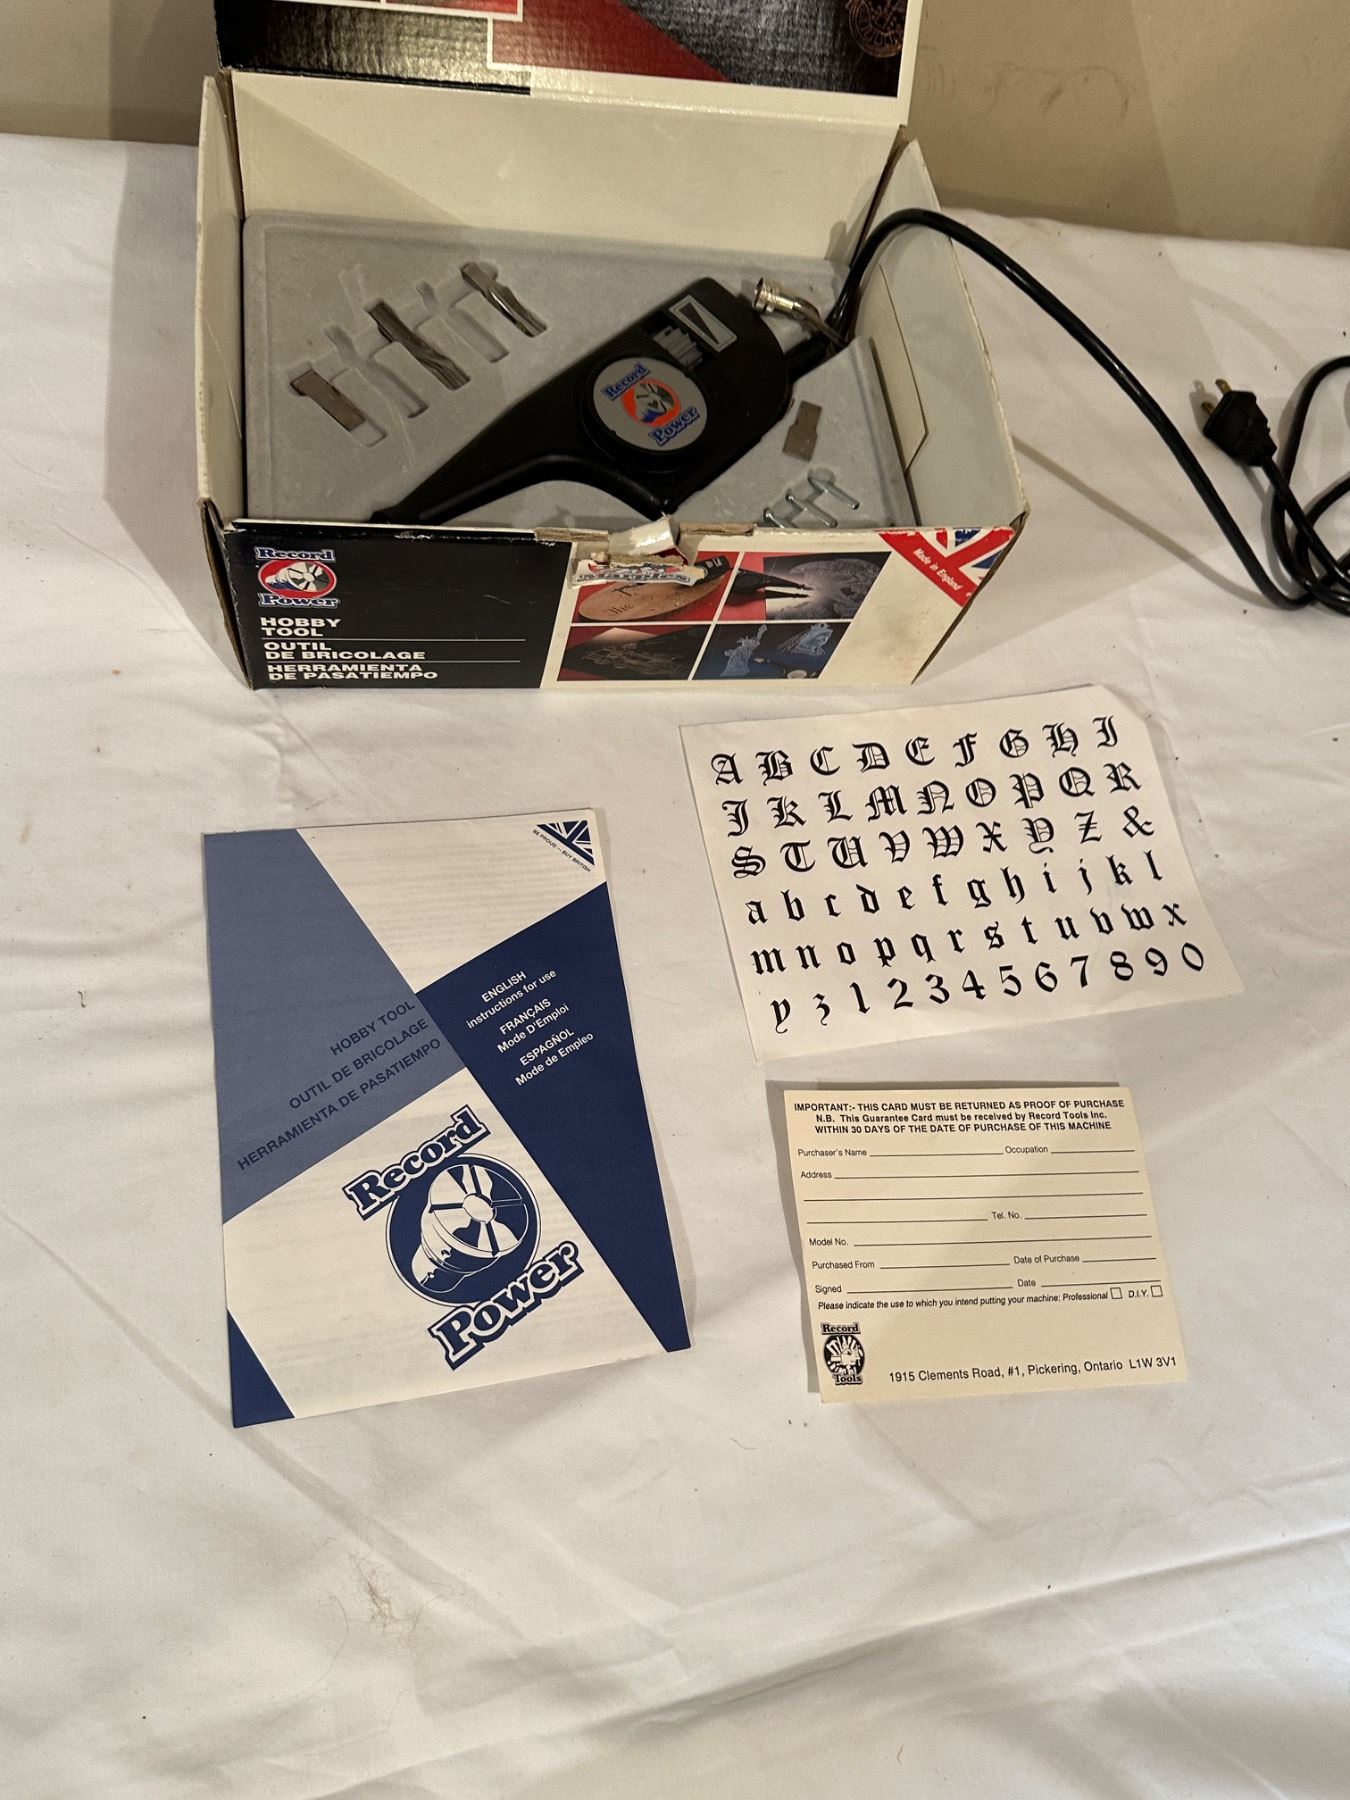 Record
Power
Record
Power
HOBBY
TOOL
OUTIL
DE BRICOLAGE
HERRAMIENTA
DE PASATIEMPO
Made in England
A B C D E F G H I
J K L M N O P Q R
S T U V W X Y Z &
a b c d e f g h i j k l
m n o p q r s t u v w x
y z 1 2 3 4 5 6 7 8 9 0
BE PROUD — BUY BRITISH
ENGLISH
instructions for use
FRANÇAIS
Mode D'Emploi
ESPAGÑOL
Mode de Empleo
HOBBY TOOL
OUTIL DE BRICOLAGE
HERRAMIENTA DE PASATIEMPO
Record
Power
IMPORTANT:- THIS CARD MUST BE RETURNED AS PROOF OF PURCHASE
N.B. This Guarantee Card must be received by Record Tools Inc.
WITHIN 30 DAYS OF THE DATE OF PURCHASE OF THIS MACHINE
Purchaser's Name Occupation
Address
Tel. No.
Model No.
Purchased From Date of Purchase
Signed Date
Please indicate the use to which you intend putting your machine: Professional D.I.Y.
Record
Tools
1915 Clements Road, #1, Pickering, Ontario L1W 3V1